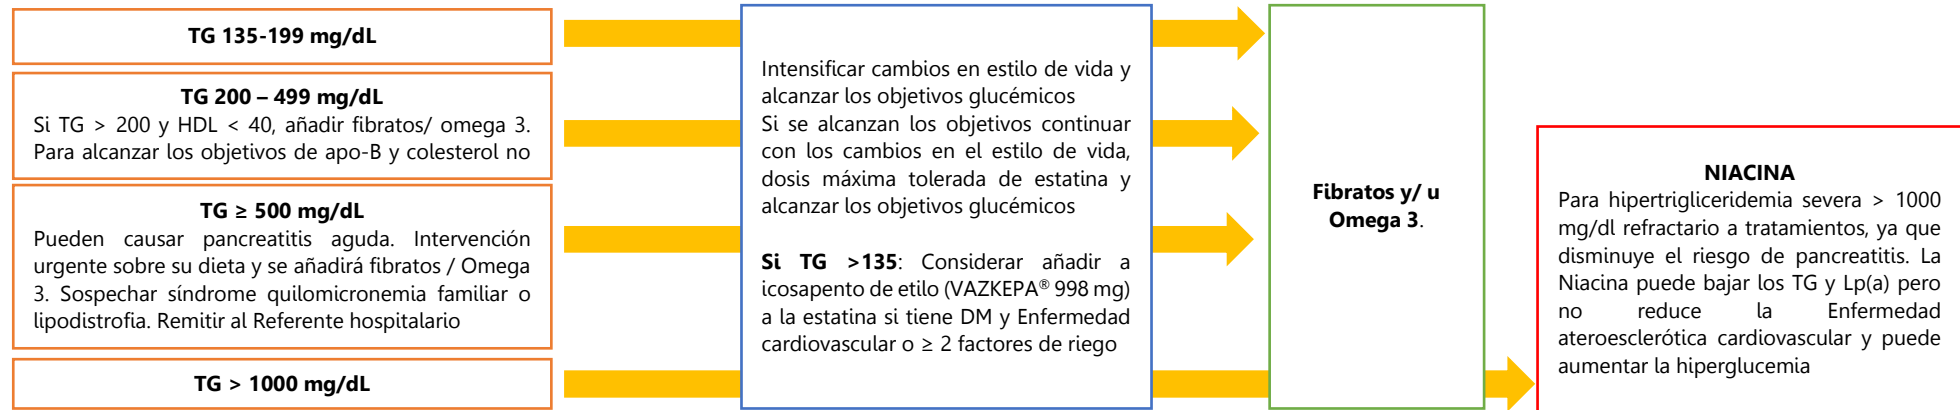 TG 135-199 mg/dL
TG 200 – 499 mg/dL
Si TG > 200 y HDL < 40, añadir fibratos/ omega 3.
Para alcanzar los objetivos de apo-B y colesterol no
TG ≥ 500 mg/dL
Pueden causar pancreatitis aguda. Intervención
urgente sobre su dieta y se añadirá fibratos / Omega
3. Sospechar síndrome quilomicronemia familiar o
lipodistrofia. Remitir al Referente hospitalario
TG > 1000 mg/dL
Intensificar cambios en estilo de vida y
alcanzar los objetivos glucémicos
Si se alcanzan los objetivos continuar
con los cambios en el estilo de vida,
dosis máxima tolerada de estatina y
alcanzar los objetivos glucémicos
Si TG >135: Considerar añadir a
icosapento de etilo (VAZKEPA® 998 mg)
a la estatina si tiene DM y Enfermedad
cardiovascular o ≥ 2 factores de riego
Fibratos y/ u
Omega 3.
NIACINA
Para hipertrigliceridemia severa > 1000
mg/dl refractario a tratamientos, ya que
disminuye el riesgo de pancreatitis. La
Niacina puede bajar los TG y Lp(a) pero
no reduce la Enfermedad
ateroesclerótica cardiovascular y puede
aumentar la hiperglucemia